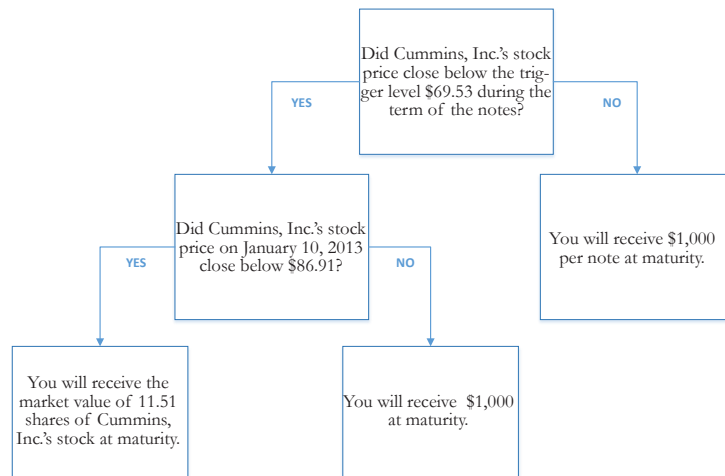 Did Cummins, Inc.'s stock
price close below the trig-
ger level $69.53 during the
term of the notes?
YES
NO
Did Cummins, Inc.'s stock
price on January 10, 2013
close below $86.91?
You will receive $1,000
per note at maturity.
YES
NO
You will receive the
market value of 11.51
shares of Cummins,
Inc.'s stock at maturity.
You will receive $1,000
at maturity.